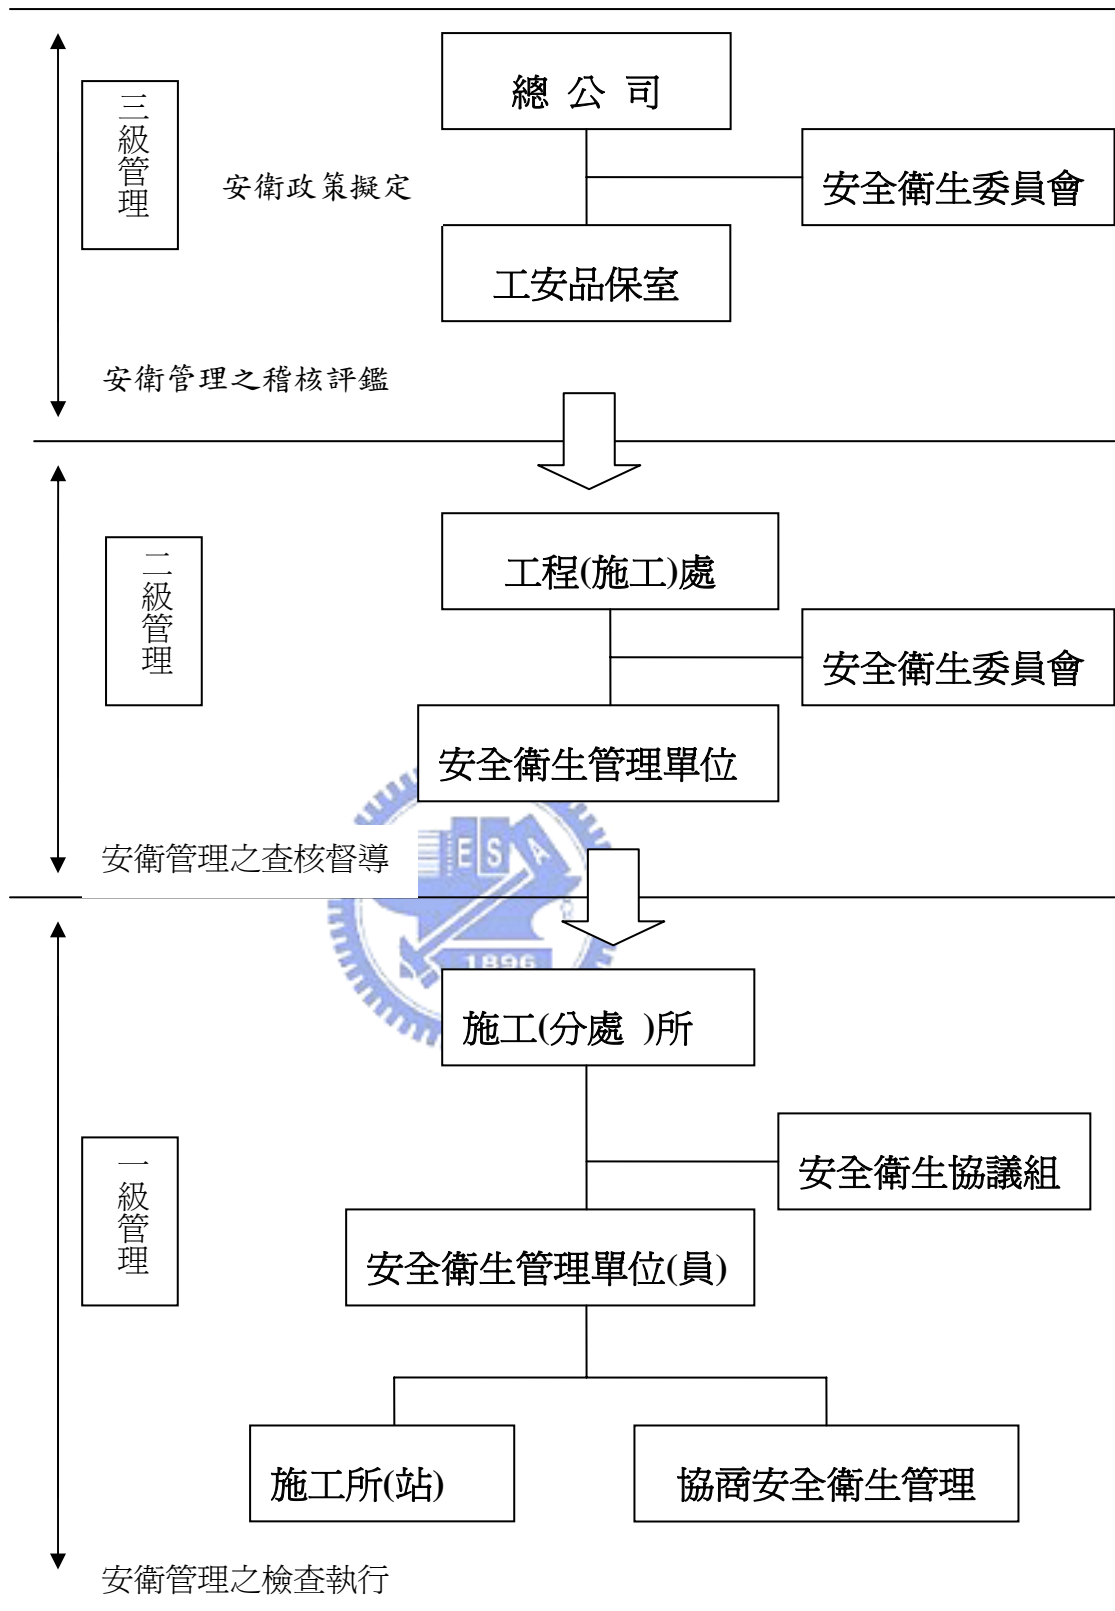 總 公 司
三級管理
安衛政策擬定
安全衛生委員會
工安品保室
安衛管理之稽核評鑑
工程(施工)處
二級管理
安全衛生委員會
安全衛生管理單位
安衛管理之查核督導
ESA
1896
施工(分處 )所
一級管理
安全衛生協議組
安全衛生管理單位(員)
施工所(站)
協商安全衛生管理
安衛管理之檢查執行